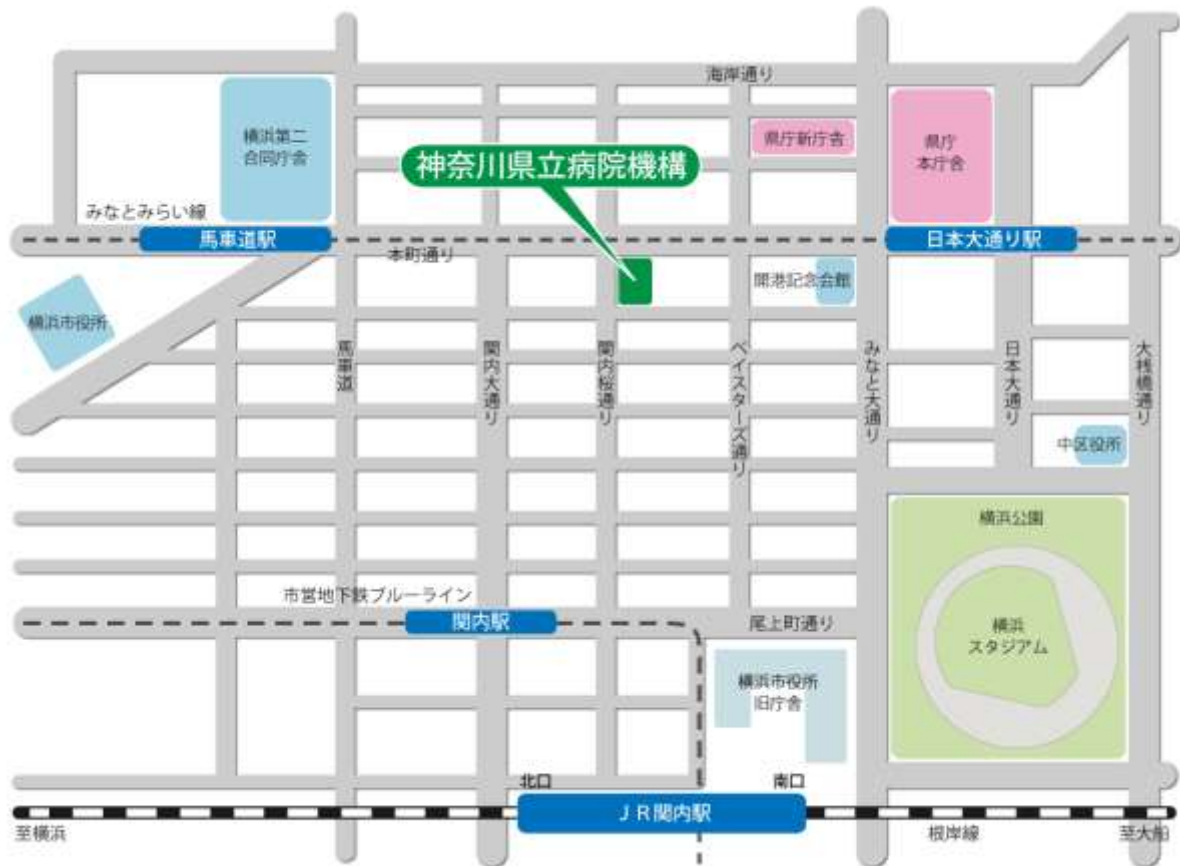 海岸通り
横浜第二
合同庁舎
県庁新庁舎
県庁
本庁舎
神奈川県立病院機構
みなとみらい線
馬車道駅
日本大通り駅
本町通り
開港記念会館
横浜市役所
馬車道
関内大通り
関内桜通り
ベイスターズ通り
みなと大通り
日本大通り
大桟橋通り
中区役所
横浜公園
市営地下鉄ブルーライン
関内駅
尾上町通り
横浜
スタジアム
横浜市役所
旧庁舎
北口
南口
JR関内駅
至横浜
根岸線
至大船